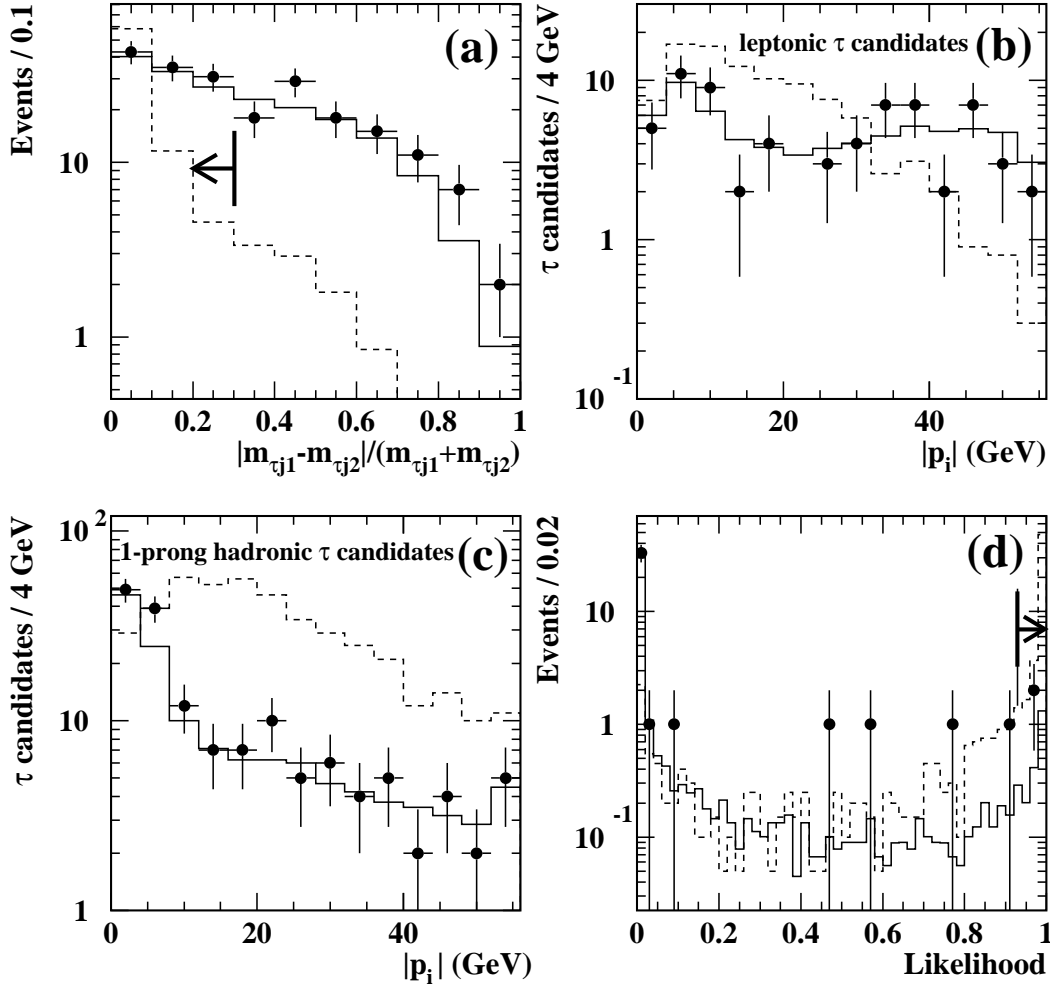 (a)
Events / 0.1
10
1
0 0.2 0.4 0.6 0.8 1
|m_τj1-m_τj2|/(m_τj1+m_τj2)
(b)
leptonic τ candidates
τ candidates / 4 GeV
10
1
10^-1
0 20 40
|p_i| (GeV)
(c)
1-prong hadronic τ candidates
τ candidates / 4 GeV
10^2
10
1
0 20 40
|p_i| (GeV)
(d)
Events / 0.02
10
1
10^-1
0 0.2 0.4 0.6 0.8 1
Likelihood